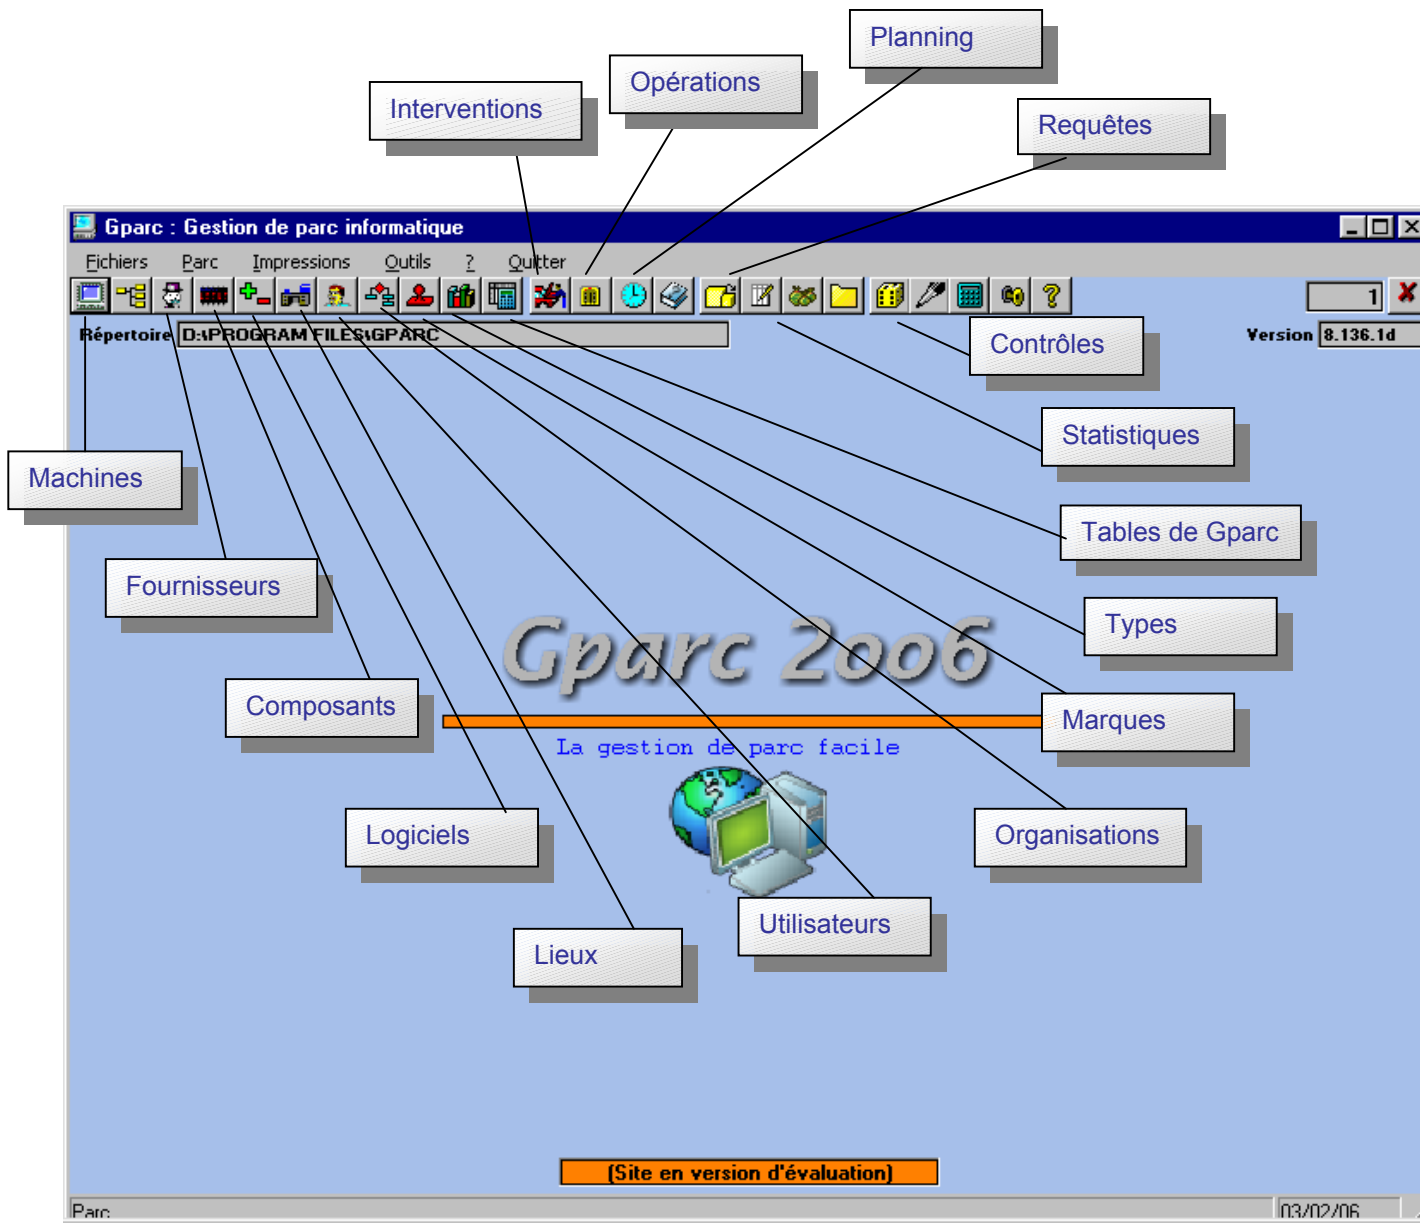 Planning
Opérations
Interventions
Requêtes
Gparc : Gestion de parc informatique
Fichiers Parc Impressions Outils ? Quitter
1
Répertoire D:\PROGRAM FILES\GPARC
Version 8.136.1d
Contrôles
Statistiques
Machines
Tables de Gparc
Fournisseurs
Types
Gparc 2oo6
Composants
Marques
La gestion de parc facile
Logiciels
Organisations
Utilisateurs
Lieux
(Site en version d'évaluation)
Parc
03/02/06